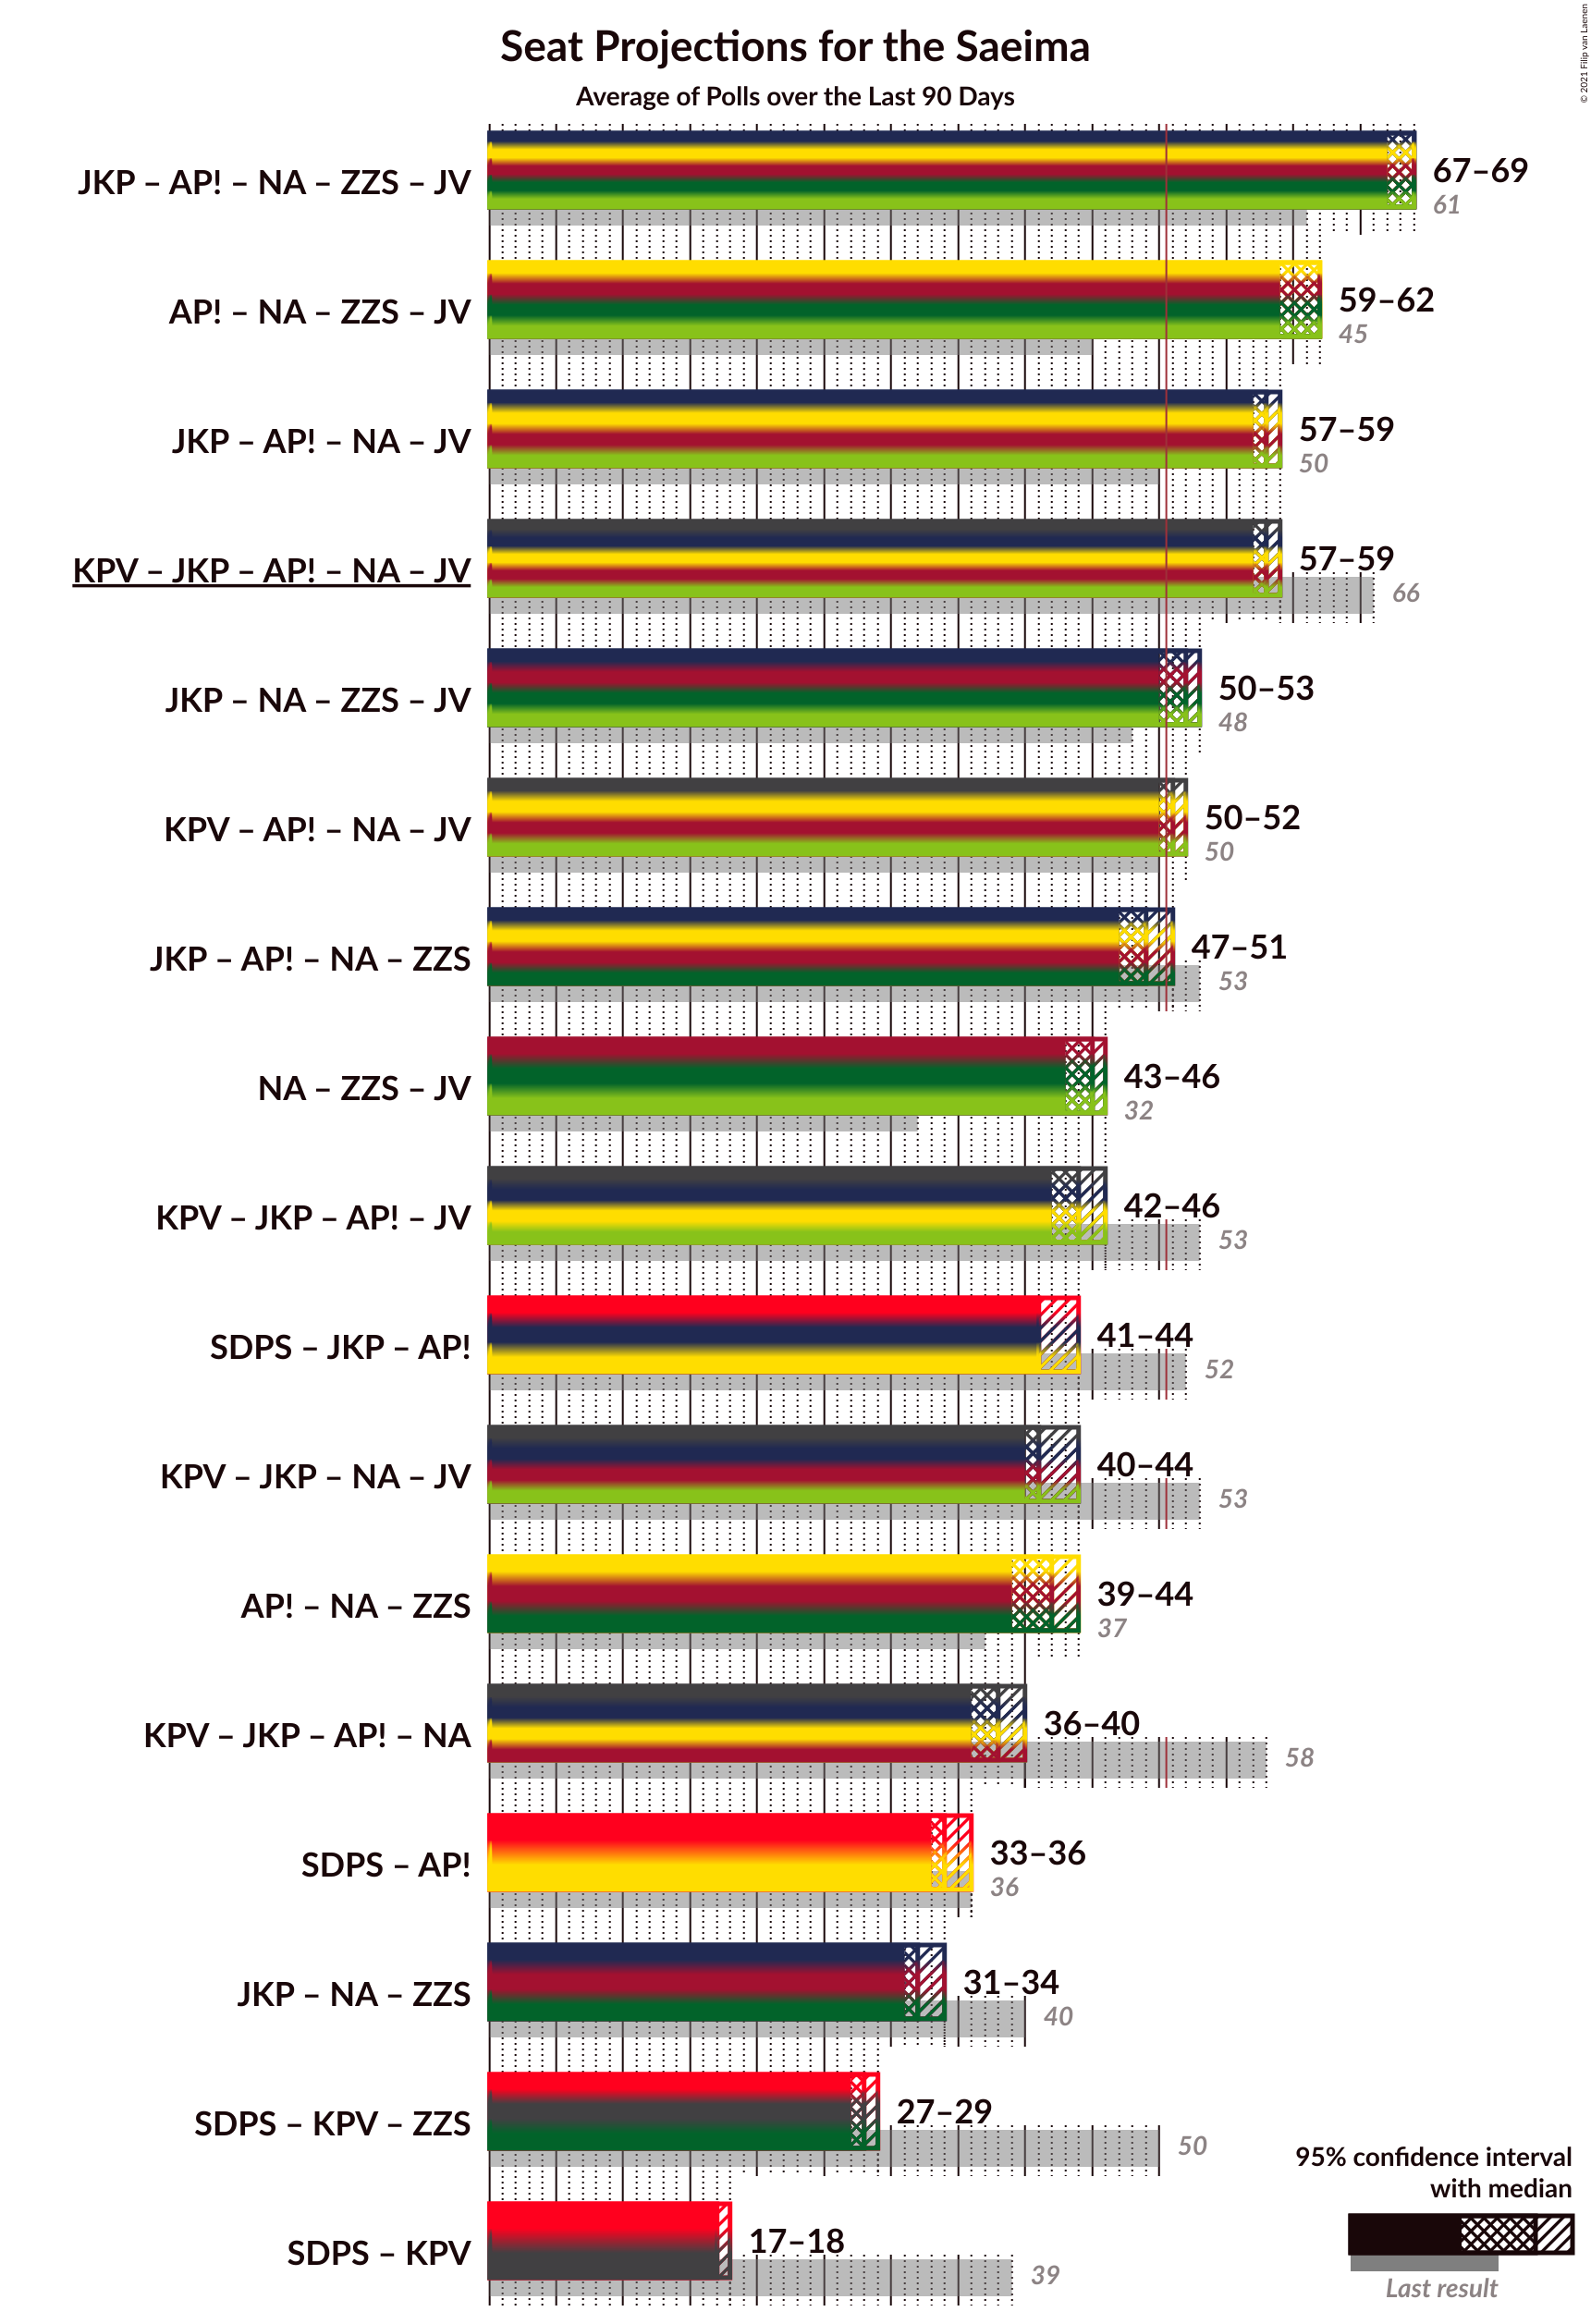 © 2021 Filip van Laenen
Seat Projections for the Saeima
Average of Polls over the Last 90 Days
JKP – AP! – NA – ZZS – JV
67–69
61
AP! – NA – ZZS – JV
59–62
45
JKP – AP! – NA – JV
57–59
50
KPV – JKP – AP! – NA – JV
57–59
66
JKP – NA – ZZS – JV
50–53
48
KPV – AP! – NA – JV
50–52
50
JKP – AP! – NA – ZZS
47–51
53
NA – ZZS – JV
43–46
32
KPV – JKP – AP! – JV
42–46
53
SDPS – JKP – AP!
41–44
52
KPV – JKP – NA – JV
40–44
53
AP! – NA – ZZS
39–44
37
KPV – JKP – AP! – NA
36–40
58
SDPS – AP!
33–36
36
JKP – NA – ZZS
31–34
40
SDPS – KPV – ZZS
27–29
50
SDPS – KPV
17–18
39
95% confidence interval
with median
Last result